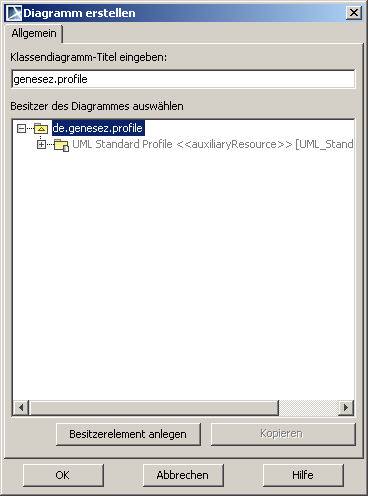 Diagramm erstellen
Allgemein
Klassendiagramm-Titel eingeben:
genesez.profile
Besitzer des Diagrammes auswählen
de.genesez.profile
UML Standard Profile <<auxiliaryResource>> [UML_Stand
Besitzerelement anlegen
Kopieren
OK
Abbrechen
Hilfe